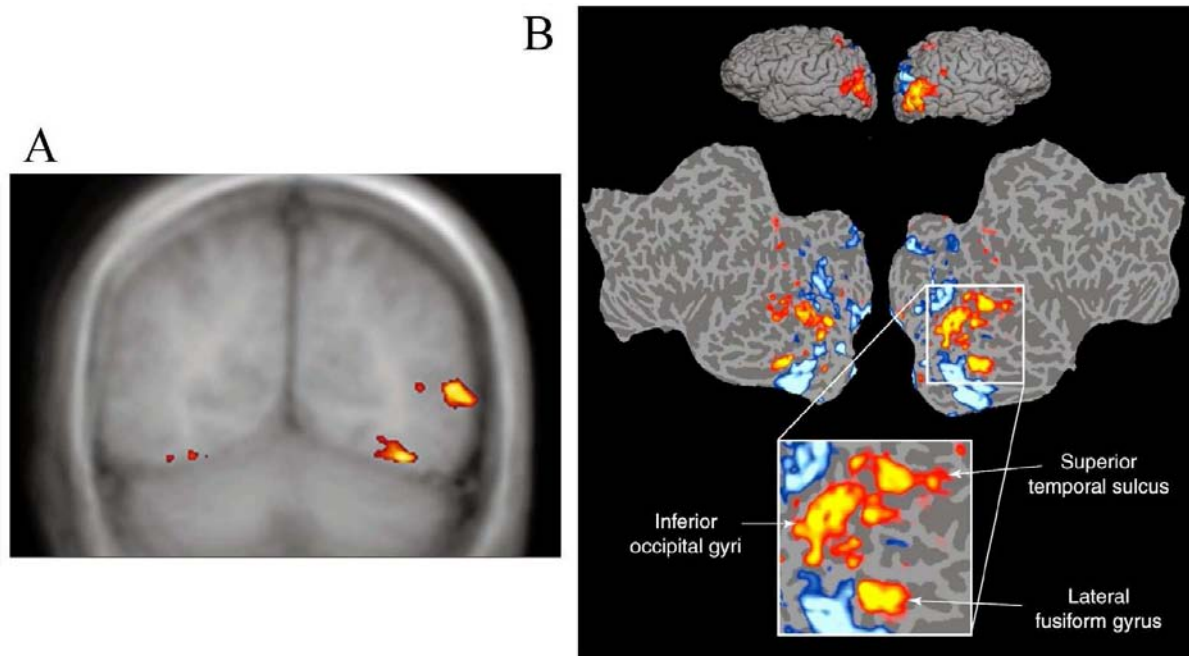 A
B
Superior
temporal sulcus
Inferior
occipital gyri
Lateral
fusiform gyrus